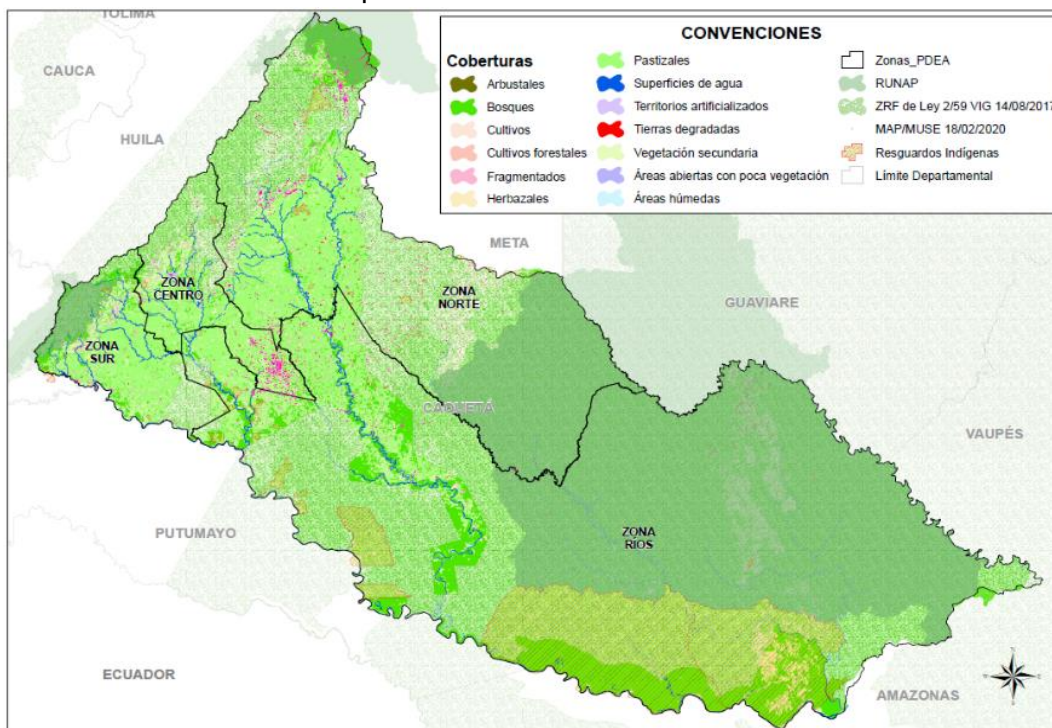 TOLIMA
CAUCA
HUILA
CONVENCIONES
Coberturas
Arbustales
Bosques
Cultivos
Cultivos forestales
Fragmentados
Herbazales
Pastizales
Superficies de agua
Territorios artificializados
Tierras degradadas
Vegetación secundaria
Áreas abiertas con poca vegetación
Áreas húmedas
Zonas_PDEA
RUNAP
ZRF de Ley 2/59 VIG 14/08/2017
MAP/MUSE 18/02/2020
Resguardos Indígenas
Límite Departamental
META
ZONA
CENTRO
ZONA
NORTE
GUAVIARE
ZONA
SUR
CAQUETÁ
VAUPÉS
PUTUMAYO
ZONA
RIOS
ECUADOR
AMAZONAS